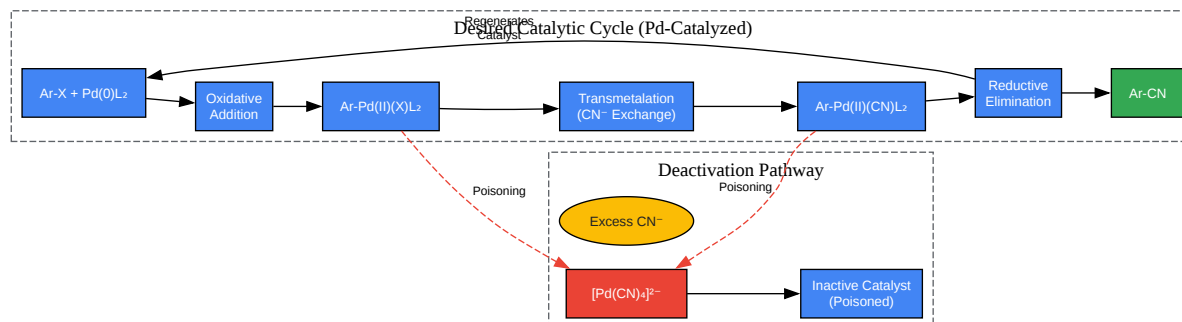 Desired Catalytic Cycle (Pd-Catalyzed)
Regenerates
Catalyst
Ar-X + Pd(0)L₂
Oxidative
Addition
Ar-Pd(II)(X)L₂
Transmetalation
(CN⁻ Exchange)
Ar-Pd(II)(CN)L₂
Reductive
Elimination
Ar-CN
Deactivation Pathway
Poisoning
Poisoning
Excess CN⁻
[Pd(CN)₄]²⁻
Inactive Catalyst
(Poisoned)